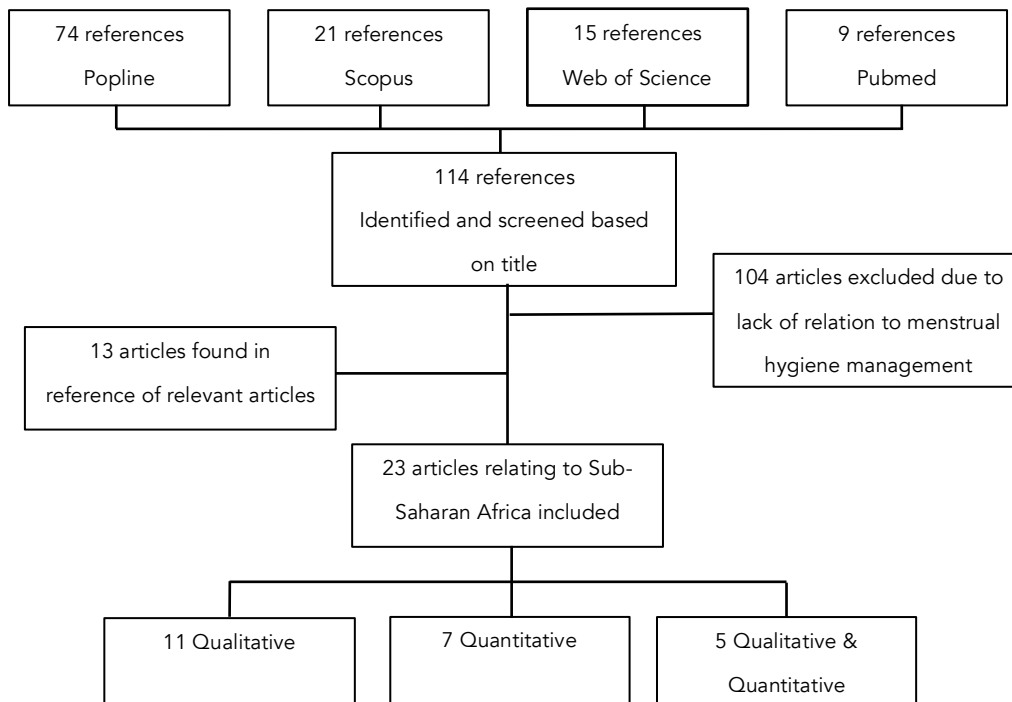 74 references
Popline
21 references
Scopus
15 references
Web of Science
9 references
Pubmed
114 references
Identified and screened based
on title
104 articles excluded due to
lack of relation to menstrual
hygiene management
13 articles found in
reference of relevant articles
23 articles relating to Sub-
Saharan Africa included
11 Qualitative
7 Quantitative
5 Qualitative &
Quantitative